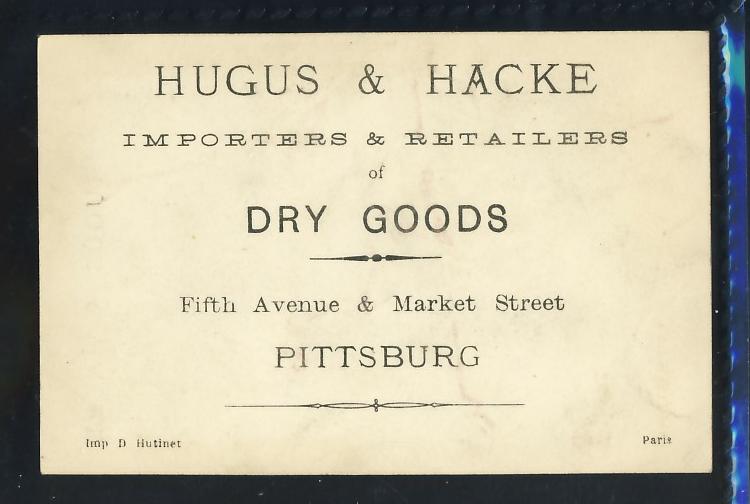 HUGUS & HACKE
IMPORTERS & RETAILERS
of
DRY GOODS
Fifth Avenue & Market Street
PITTSBURG
Imp D Hutinet Paris